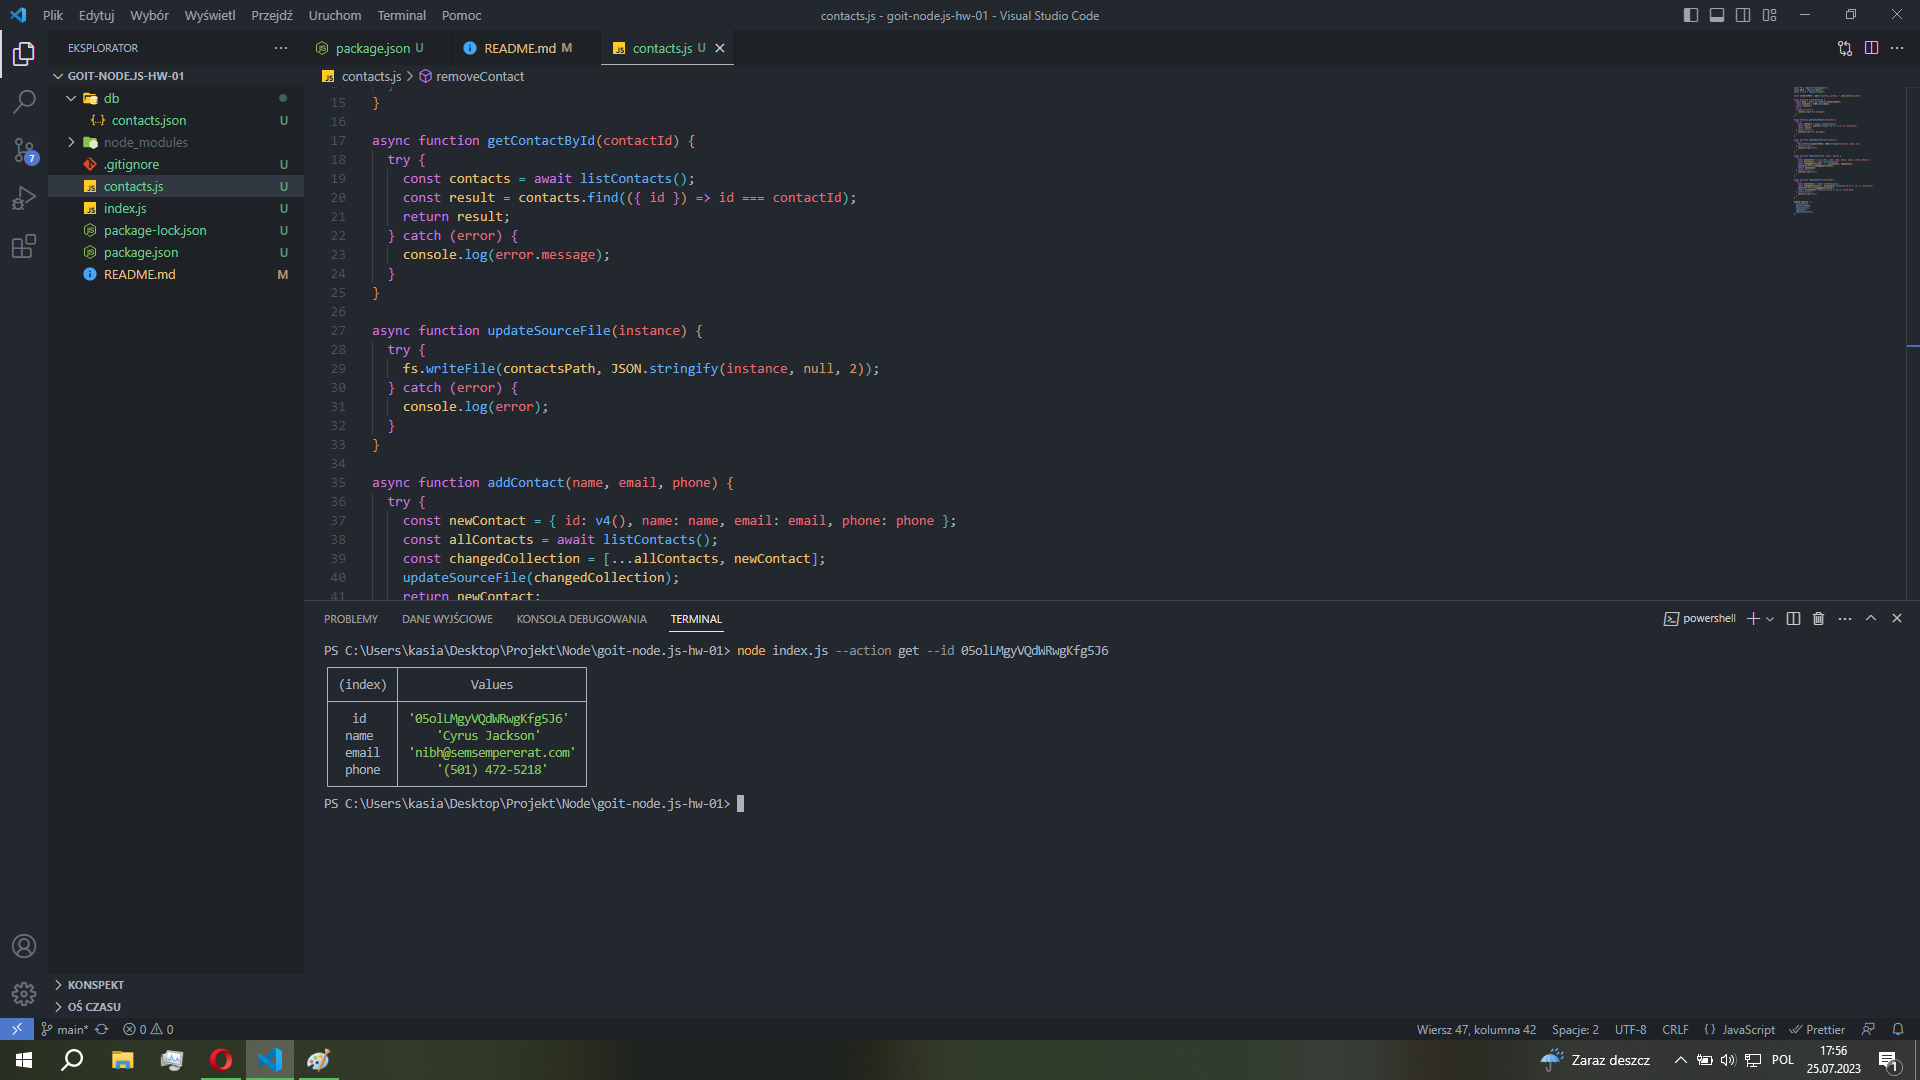 Plik Edytuj Wybór Wyświetl Przejdź Uruchom Terminal Pomoc
contacts.js - goit-node.js-hw-01 - Visual Studio Code
EKSPLORATOR
package.json U
README.md M
contacts.js U
GOIT-NODE.JS-HW-01
db
contacts.json U
node_modules
.gitignore U
contacts.js U
index.js U
package-lock.json U
package.json U
README.md M
7
contacts.js > removeContact
15 }
16
17 async function getContactById(contactId) {
18 try {
19 const contacts = await listContacts();
20 const result = contacts.find(({ id }) => id === contactId);
21 return result;
22 } catch (error) {
23 console.log(error.message);
24 }
25 }
26
27 async function updateSourceFile(instance) {
28 try {
29 fs.writeFile(contactsPath, JSON.stringify(instance, null, 2));
30 } catch (error) {
31 console.log(error);
32 }
33 }
34
35 async function addContact(name, email, phone) {
36 try {
37 const newContact = { id: v4(), name: name, email: email, phone: phone };
38 const allContacts = await listContacts();
39 const changedCollection = [...allContacts, newContact];
40 updateSourceFile(changedCollection);
41 return newContact;
PROBLEMY DANE WYJŚCIOWE KONSOLA DEBUGOWANIA TERMINAL
powershell
PS C:\Users\kasia\Desktop\Projekt\Node\goit-node.js-hw-01> node index.js --action get --id 05olLMgyVQdWRwgKfg5J6
(index) Values
id '05olLMgyVQdWRwgKfg5J6'
name 'Cyrus Jackson'
email 'nibh@semsempererat.com'
phone '(501) 472-5218'
PS C:\Users\kasia\Desktop\Projekt\Node\goit-node.js-hw-01>
KONSPEKT
OŚ CZASU
main* 0 0
Wiersz 47, kolumna 42 Spacje: 2 UTF-8 CRLF {} JavaScript Prettier
Zaraz deszcz
POL
17:56
25.07.2023
1